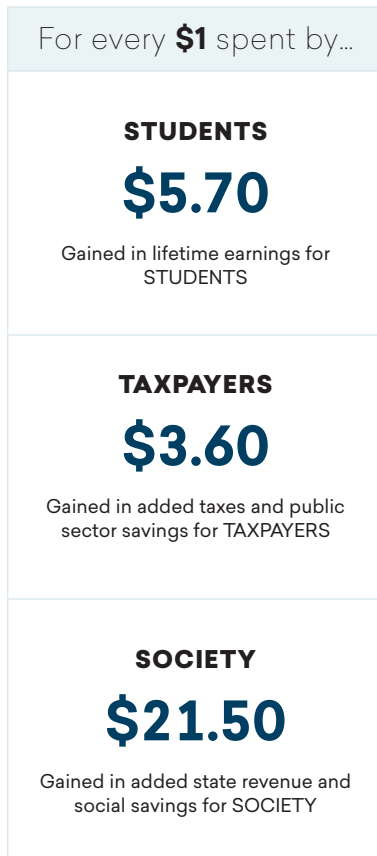 For every $1 spent by...
STUDENTS
$5.70
Gained in lifetime earnings for
STUDENTS
TAXPAYERS
$3.60
Gained in added taxes and public
sector savings for TAXPAYERS
SOCIETY
$21.50
Gained in added state revenue and
social savings for SOCIETY